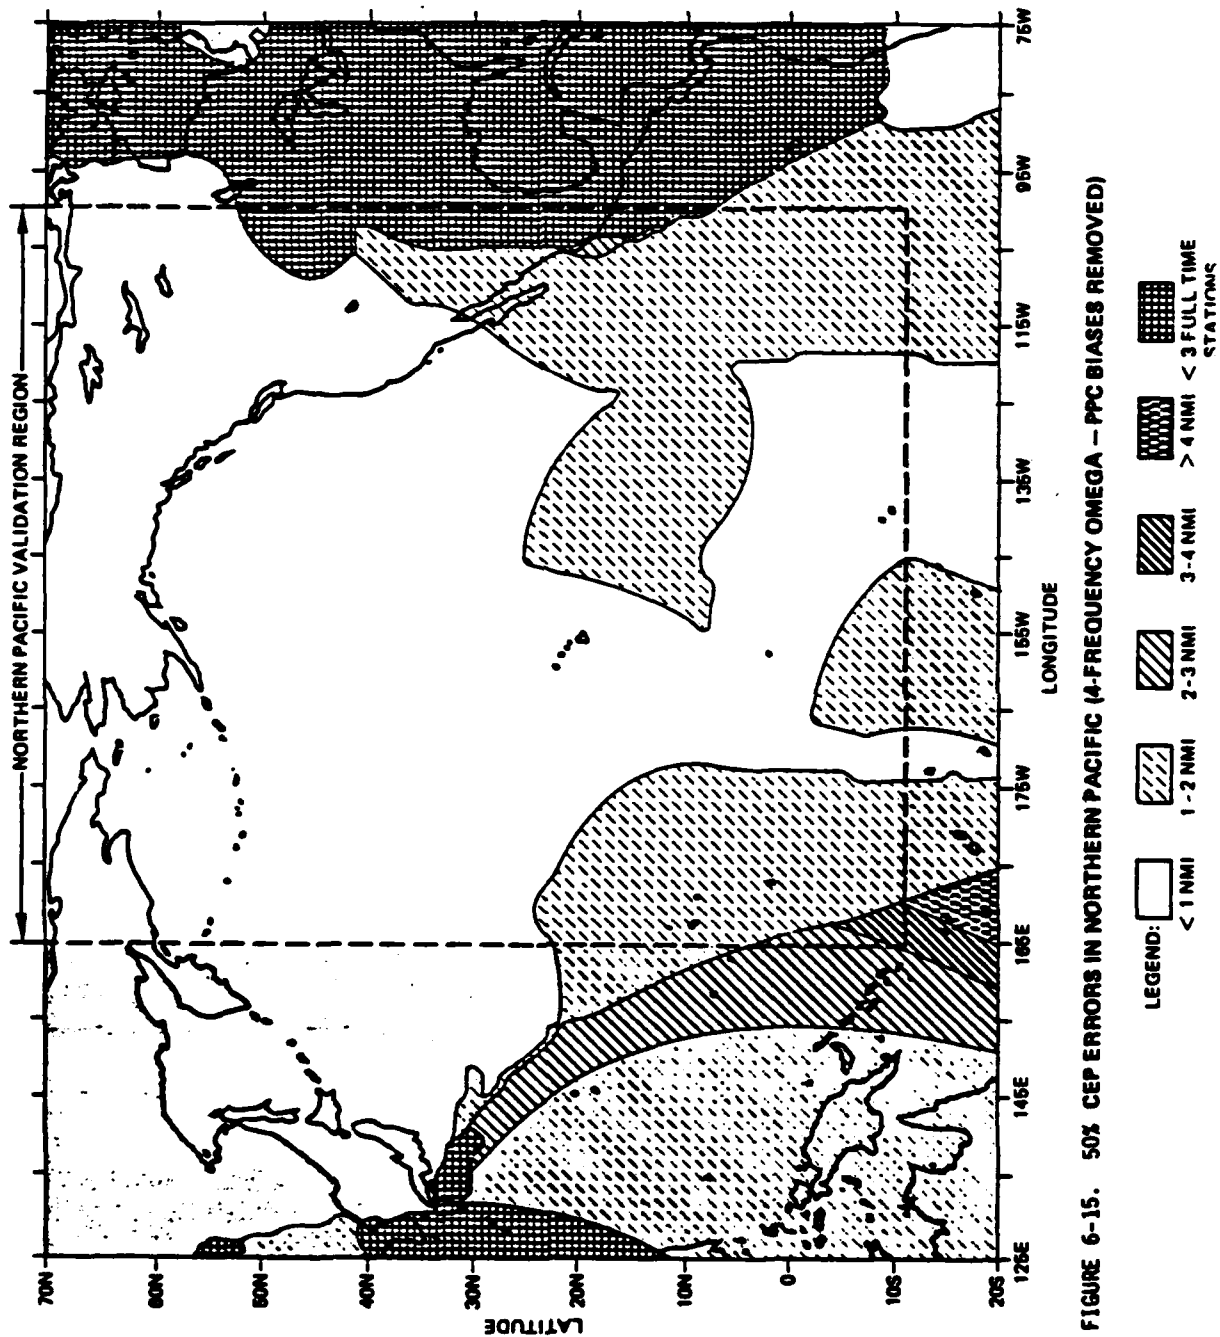 NORTHERN PACIFIC VALIDATION REGION
70N
60N
50N
40N
30N
20N
10N
0
10S
20S
LATITUDE
126E
145E
165E
175W
155W
135W
115W
95W
75W
LONGITUDE
FIGURE 6-15. 50% CEP ERRORS IN NORTHERN PACIFIC (4-FREQUENCY OMEGA – PPC BIASES REMOVED)
LEGEND:
< 1 NMI
1-2 NMI
2-3 NMI
3-4 NMI
> 4 NMI
< 3 FULL TIME
STATIONS